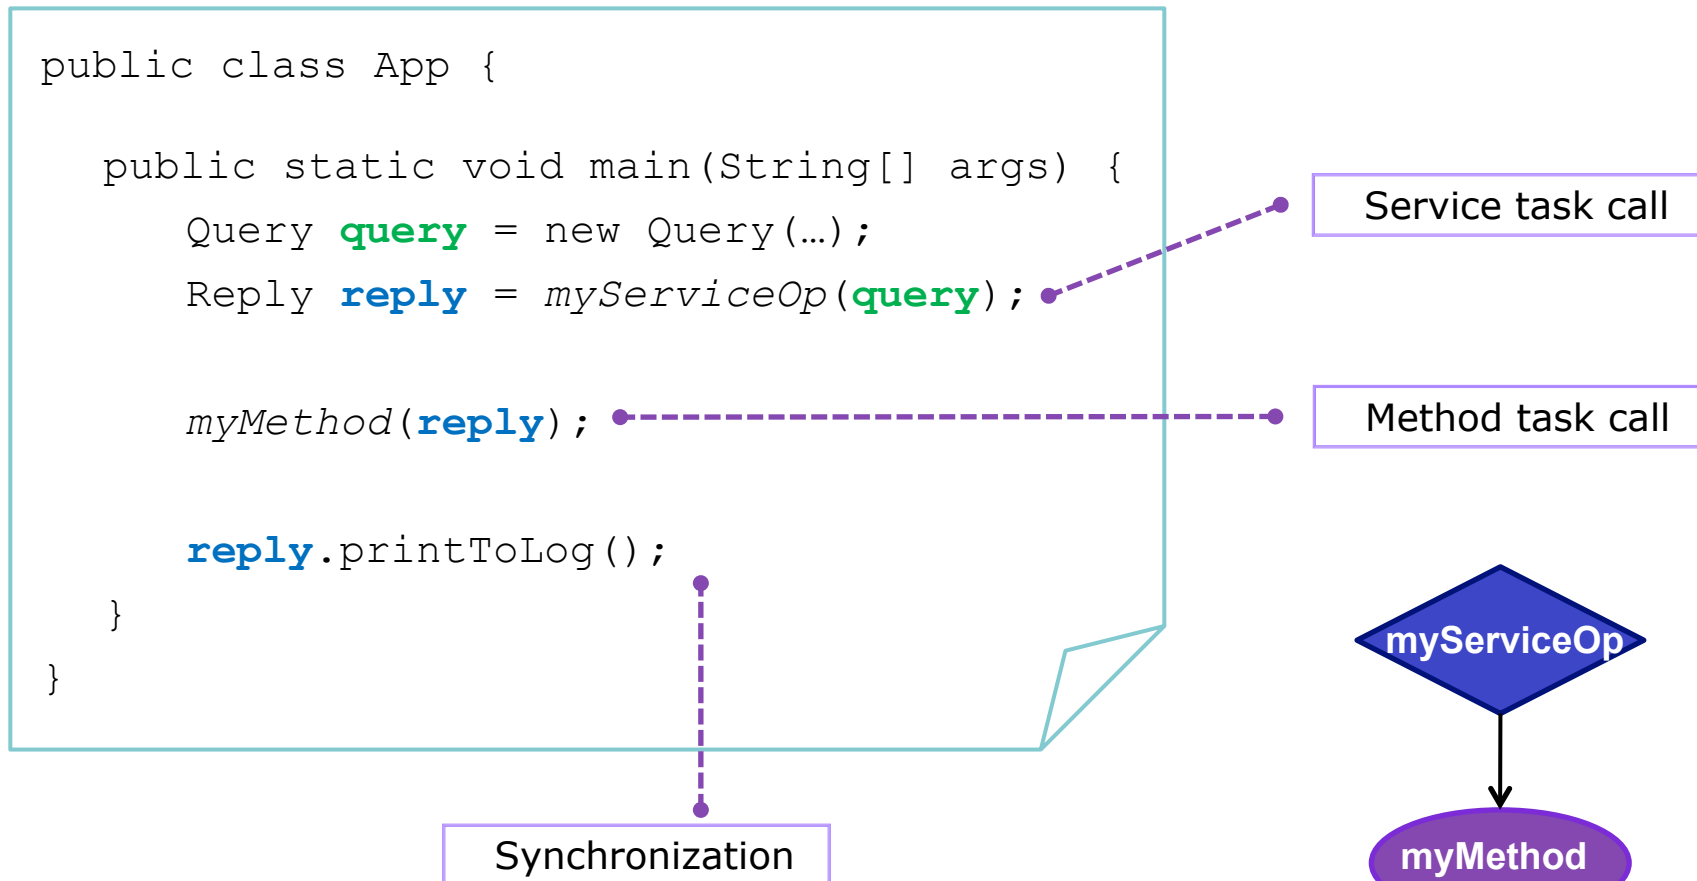 public class App {
public static void main(String[] args) {
Query query = new Query(…);
Reply reply = myServiceOp(query);
myMethod(reply);
reply.printToLog();
}
}
Service task call
Method task call
Synchronization
myServiceOp
myMethod